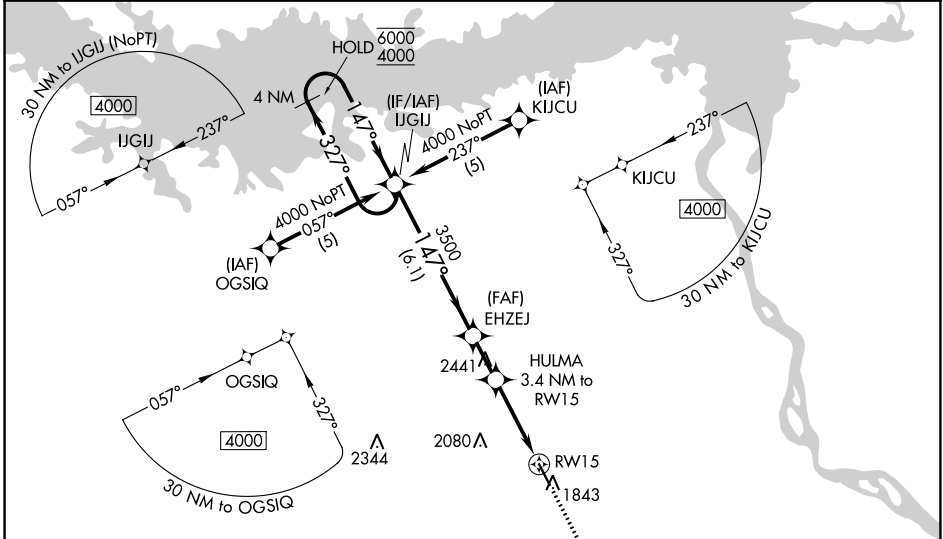 30 NM to IJGIJ (NoPT)
4000
IJGIJ
237°
057°
HOLD 6000
4000
4 NM
147°
327°
(IF/IAF)
IJGIJ
(IAF)
KIJCU
4000 NoPT
237°
(5)
4000 NoPT
057°
(5)
(IAF)
OGSIQ
3500
147°
(6.1)
237°
KIJCU
4000
327°
30 NM to KIJCU
(FAF)
EHZEJ
2441
HULMA
3.4 NM to
RW15
OGSIQ
057°
327°
4000
30 NM to OGSIQ
2344
2080
RW15
1843